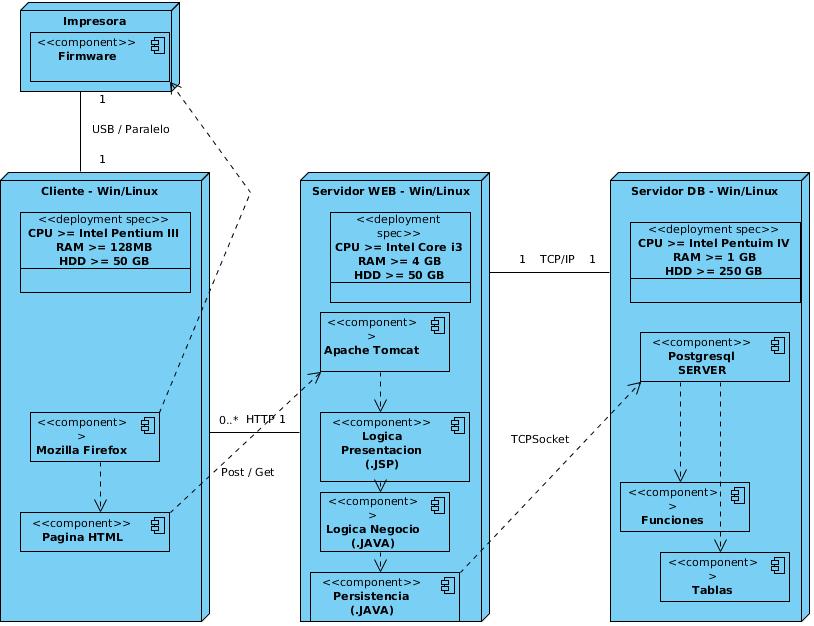 Impresora
<<component>>
Firmware
1
USB / Paralelo
1
Cliente - Win/Linux
<<deployment spec>>
CPU >= Intel Pentium III
RAM >= 128MB
HDD >= 50 GB
<<component>
>
Mozilla Firefox
<<component>>
Pagina HTML
0..* HTTP 1
Post / Get
Servidor WEB - Win/Linux
<<deployment
spec>>
CPU >= Intel Core i3
RAM >= 4 GB
HDD >= 50 GB
<<component>
>
Apache Tomcat
<<component>>
Logica
Presentacion
(.JSP)
<<component>
>
Logica Negocio
(.JAVA)
<<component>>
Persistencia
(.JAVA)
1 TCP/IP 1
TCPSocket
Servidor DB - Win/Linux
<<deployment spec>>
CPU >= Intel Pentuim IV
RAM >= 1 GB
HDD >= 250 GB
<<component>>
Postgresql
SERVER
<<component>
>
Funciones
<<component>
>
Tablas